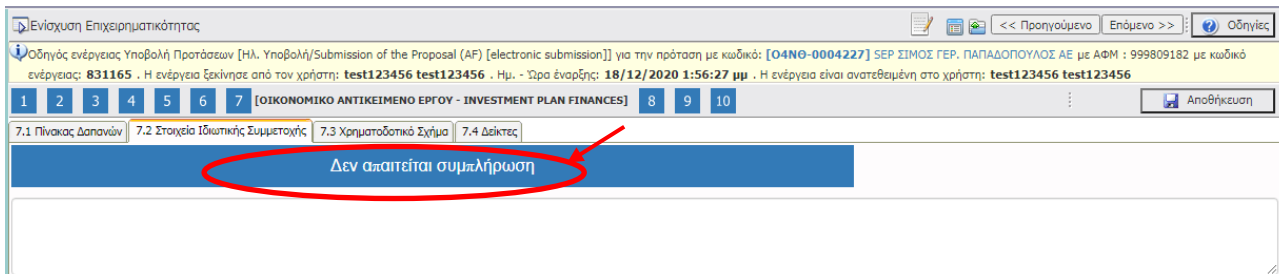 Ενίσχυση Επιχειρηματικότητας << Προηγούμενο Επόμενο >> Οδηγίες
Οδηγός ενέργειας Υποβολή Προτάσεων [Ηλ. Υποβολή/Submission of the Proposal (AF) [electronic submission]] για την πρόταση με κωδικό: [Ο4ΝΘ-0004227] SEP ΣΙΜΟΣ ΓΕΡ. ΠΑΠΑΔΟΠΟΥΛΟΣ ΑΕ με ΑΦΜ : 999809182 με κωδικό
ενέργειας: 831165 . Η ενέργεια ξεκίνησε από τον χρήστη: test123456 test123456 . Ημ. - Ώρα έναρξης: 18/12/2020 1:56:27 μμ . Η ενέργεια είναι ανατεθειμένη στο χρήστη: test123456 test123456
1 2 3 4 5 6 7 [ΟΙΚΟΝΟΜΙΚΟ ΑΝΤΙΚΕΙΜΕΝΟ ΕΡΓΟΥ - INVESTMENT PLAN FINANCES] 8 9 10 Αποθήκευση
7.1 Πίνακας Δαπανών 7.2 Στοιχεία Ιδιωτικής Συμμετοχής 7.3 Χρηματοδοτικό Σχήμα 7.4 Δείκτες
Δεν απαιτείται συμπλήρωση